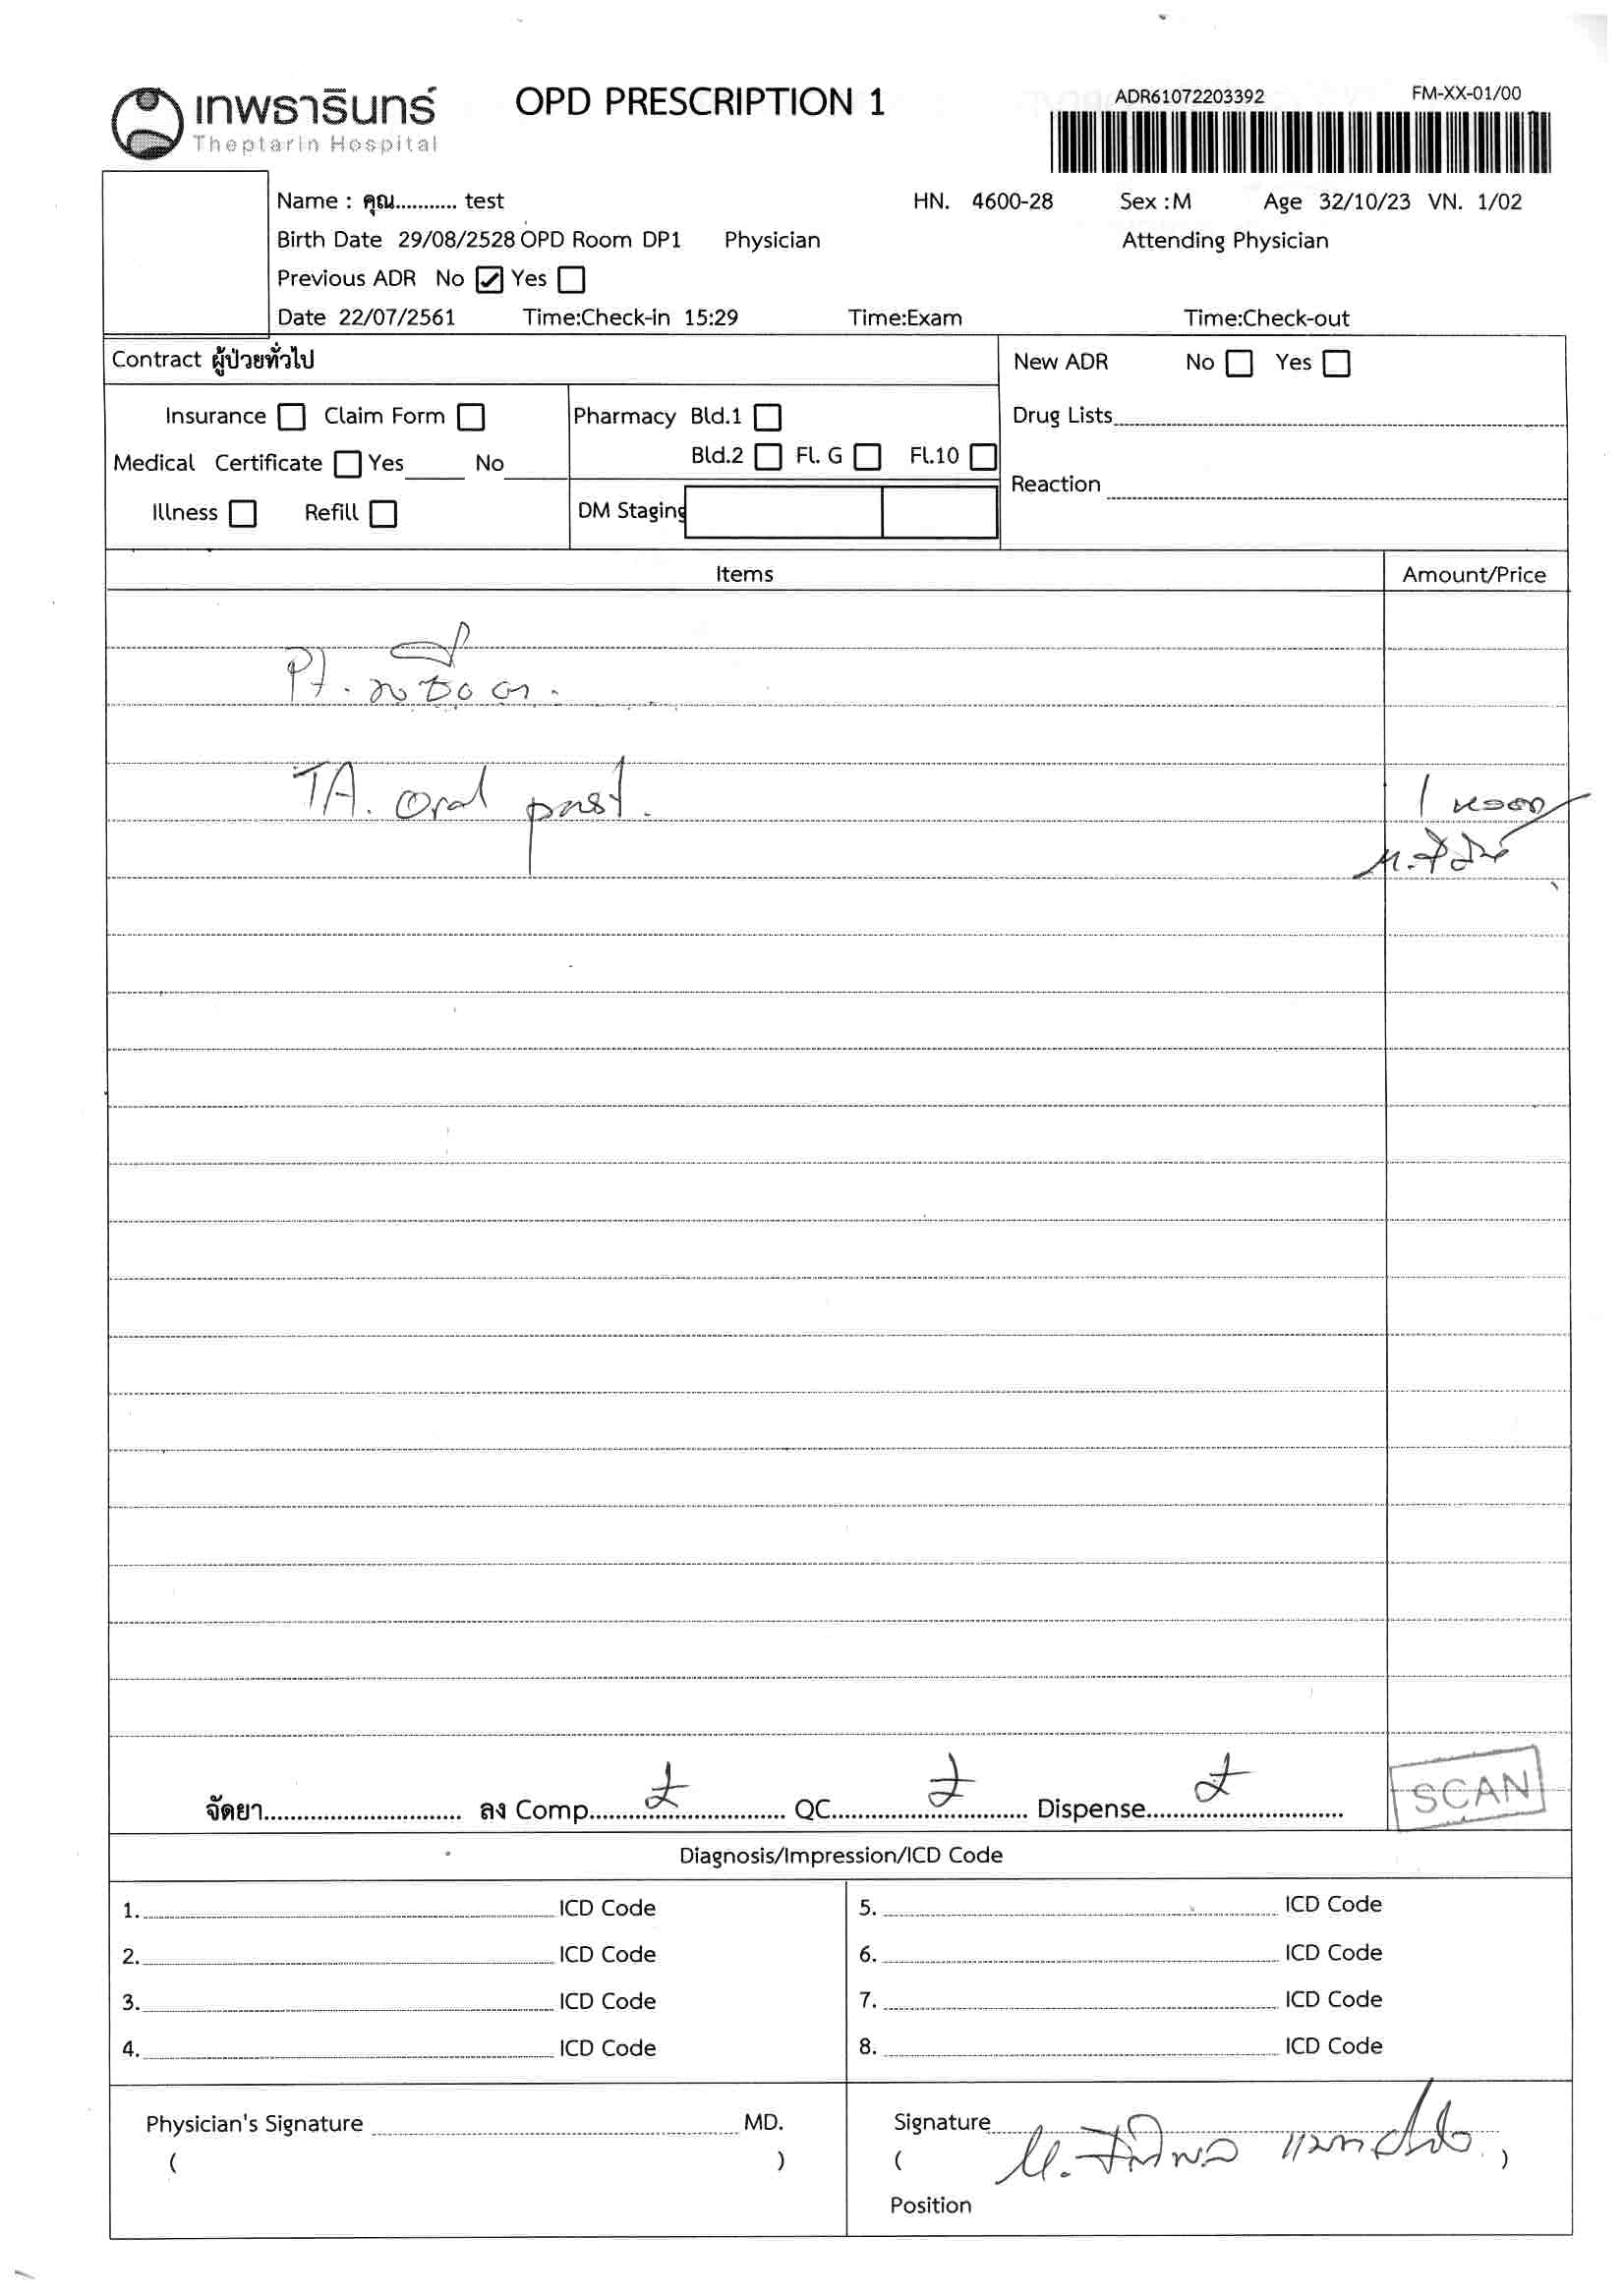 เทพธารินทร์
Theptarin Hospital
OPD PRESCRIPTION 1
ADR61072203392
FM-XX-01/00
Name : คุณ........... test HN. 4600-28 Sex :M Age 32/10/23 VN. 1/02
Birth Date 29/08/2528 OPD Room DP1 Physician Attending Physician
Previous ADR No Yes
Date 22/07/2561 Time:Check-in 15:29 Time:Exam Time:Check-out
Contract ผู้ป่วยทั่วไป
New ADR No Yes
Insurance Claim Form
Pharmacy Bld.1
Drug Lists
Medical Certificate Yes No
Bld.2 Fl. G Fl.10
Reaction
Illness Refill
DM Staging
Items Amount/Price
Pt. ขอซื้อยา.
TA. Oral past. 1 หลอด
จัดยา............................ ลง Comp............................ QC............................ Dispense............................
SCAN
Diagnosis/Impression/ICD Code
1. ICD Code 5. ICD Code
2. ICD Code 6. ICD Code
3. ICD Code 7. ICD Code
4. ICD Code 8. ICD Code
Physician's Signature MD. Signature
( ) ( )
Position